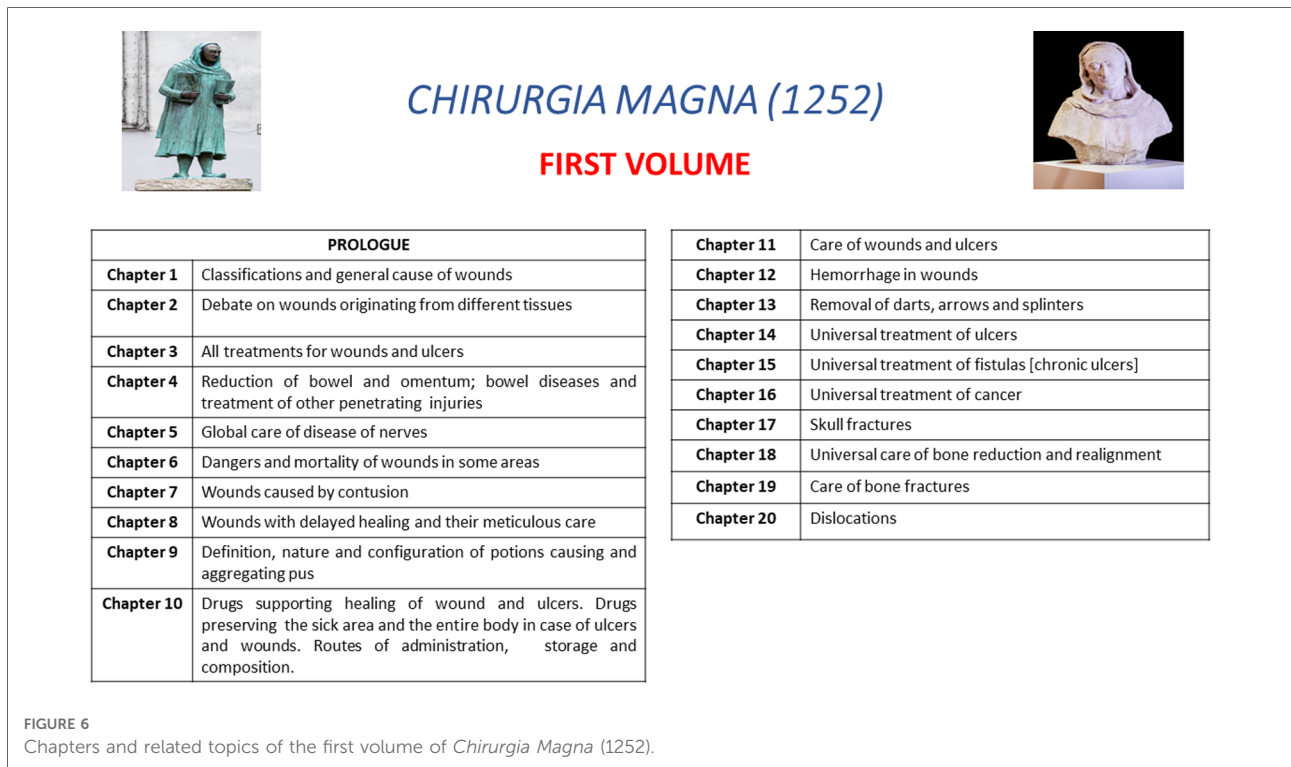 CHIRURGIA MAGNA (1252)
FIRST VOLUME
PROLOGUE
Chapter 1 Classifications and general cause of wounds
Chapter 2 Debate on wounds originating from different tissues
Chapter 3 All treatments for wounds and ulcers
Chapter 4 Reduction of bowel and omentum; bowel diseases and
treatment of other penetrating injuries
Chapter 5 Global care of disease of nerves
Chapter 6 Dangers and mortality of wounds in some areas
Chapter 7 Wounds caused by contusion
Chapter 8 Wounds with delayed healing and their meticulous care
Chapter 9 Definition, nature and configuration of potions causing and
aggregating pus
Chapter 10 Drugs supporting healing of wound and ulcers. Drugs
preserving the sick area and the entire body in case of ulcers
and wounds. Routes of administration, storage and
composition.
Chapter 11 Care of wounds and ulcers
Chapter 12 Hemorrhage in wounds
Chapter 13 Removal of darts, arrows and splinters
Chapter 14 Universal treatment of ulcers
Chapter 15 Universal treatment of fistulas [chronic ulcers]
Chapter 16 Universal treatment of cancer
Chapter 17 Skull fractures
Chapter 18 Universal care of bone reduction and realignment
Chapter 19 Care of bone fractures
Chapter 20 Dislocations
FIGURE 6
Chapters and related topics of the first volume of Chirurgia Magna (1252).